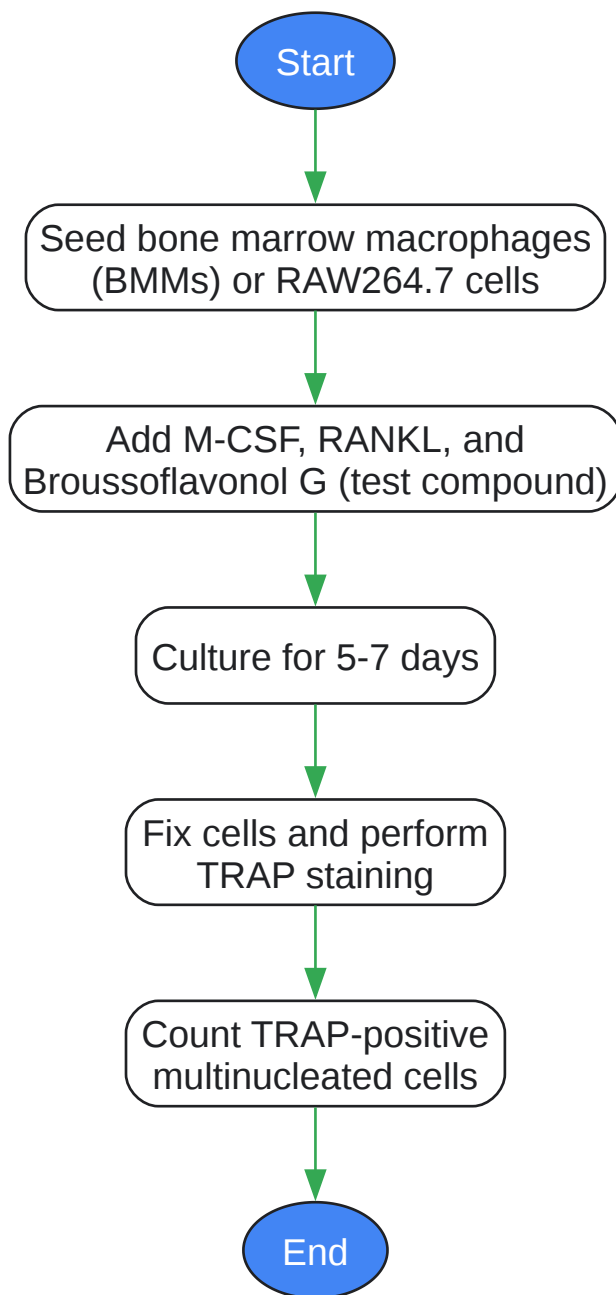 Start
Seed bone marrow macrophages
(BMMs) or RAW264.7 cells
Add M-CSF, RANKL, and
Broussoflavonol G (test compound)
Culture for 5-7 days
Fix cells and perform
TRAP staining
Count TRAP-positive
multinucleated cells
End